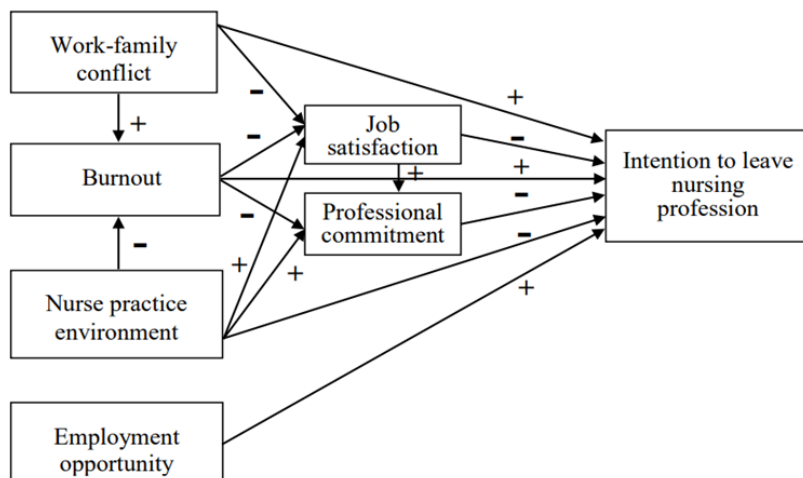 Work-family
conflict
+
-
+
-
Job
satisfaction
-
Burnout
+
+
Intention to leave
nursing
profession
-
Professional
commitment
-
-
-
+
+
Nurse practice
environment
+
Employment
opportunity